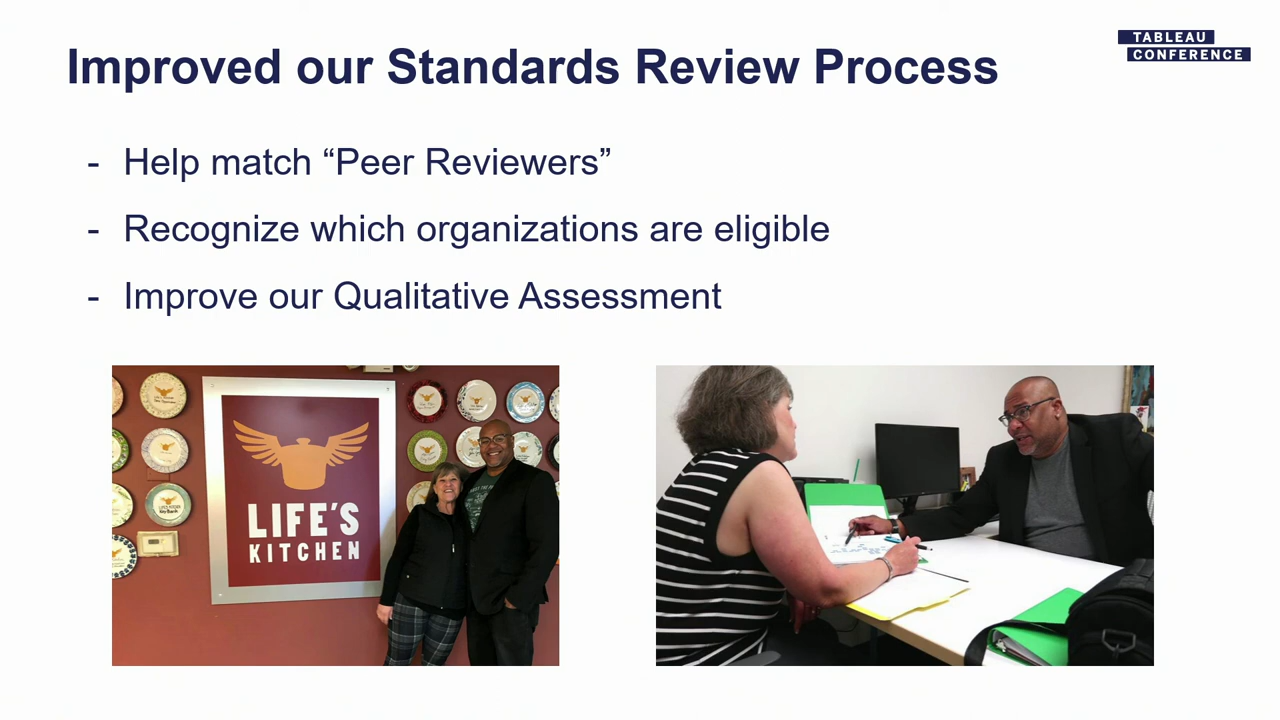 Improved our Standards Review Process
TABLEAU
CONFERENCE
- Help match “Peer Reviewers”
- Recognize which organizations are eligible
- Improve our Qualitative Assessment
LIFE'S
KITCHEN